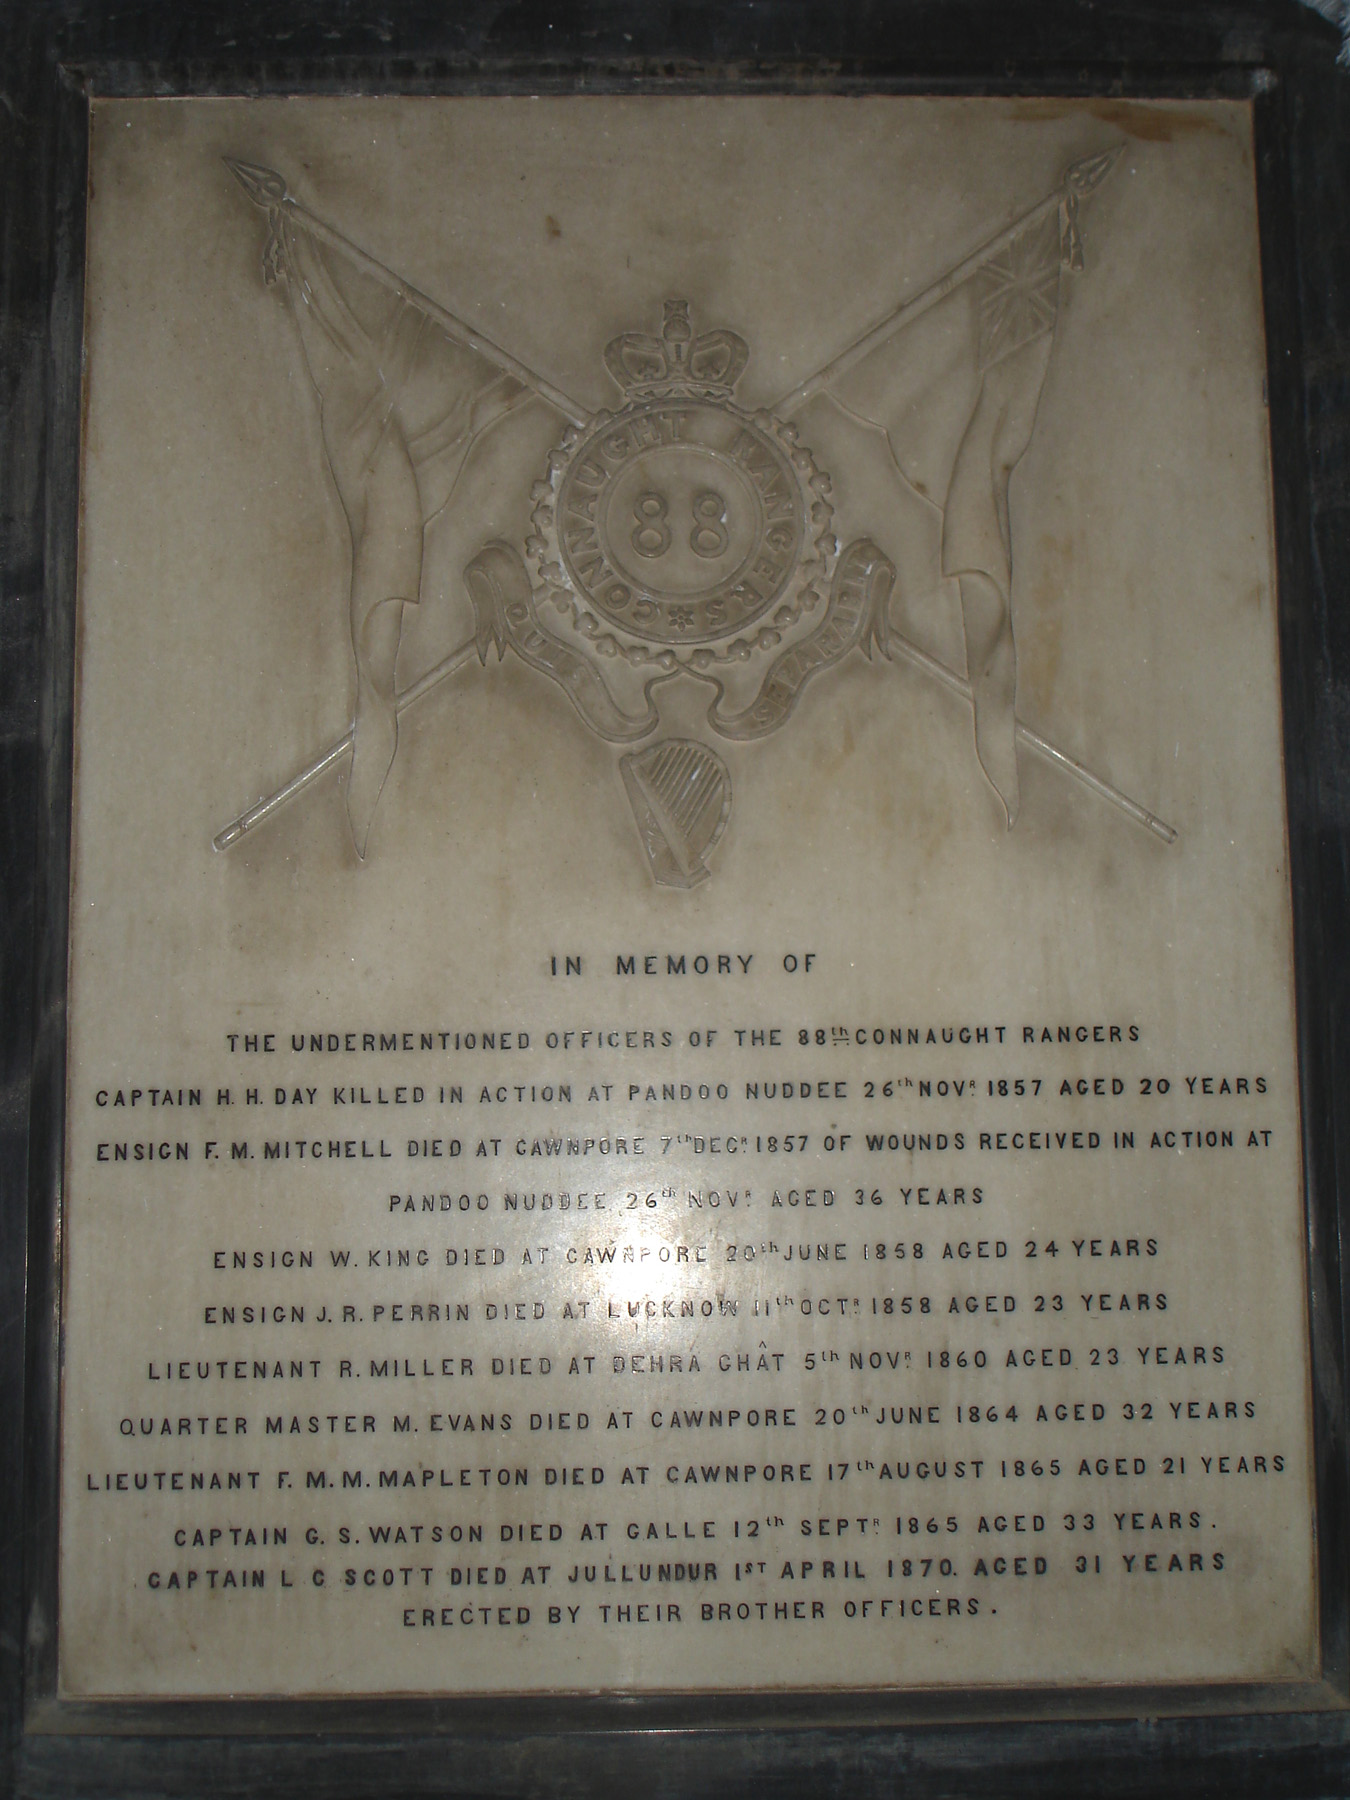 CONNAUGHT RANGERS
88
QUIS SEPARABIT
IN MEMORY OF
THE UNDERMENTIONED OFFICERS OF THE 88th CONNAUGHT RANGERS
CAPTAIN H. H. DAY KILLED IN ACTION AT PANDOO NUDDEE 26th NOVR. 1857 AGED 20 YEARS
ENSIGN F. M. MITCHELL DIED AT CAWNPORE 7th DECR. 1857 OF WOUNDS RECEIVED IN ACTION AT
PANDOO NUDDEE 26th NOVR. AGED 36 YEARS
ENSIGN W. KING DIED AT CAWNPORE 20th JUNE 1858 AGED 24 YEARS
ENSIGN J. R. PERRIN DIED AT LUCKNOW 11th OCTR. 1858 AGED 23 YEARS
LIEUTENANT R. MILLER DIED AT DEHRA GHÂT 5th NOVR. 1860 AGED 23 YEARS
QUARTER MASTER M. EVANS DIED AT CAWNPORE 20th JUNE 1864 AGED 32 YEARS
LIEUTENANT F. M. M. MAPLETON DIED AT CAWNPORE 17th AUGUST 1865 AGED 21 YEARS
CAPTAIN G. S. WATSON DIED AT GALLE 12th SEPTR. 1865 AGED 33 YEARS.
CAPTAIN L C SCOTT DIED AT JULLUNDUR 1ST APRIL 1870. AGED 31 YEARS
ERECTED BY THEIR BROTHER OFFICERS.